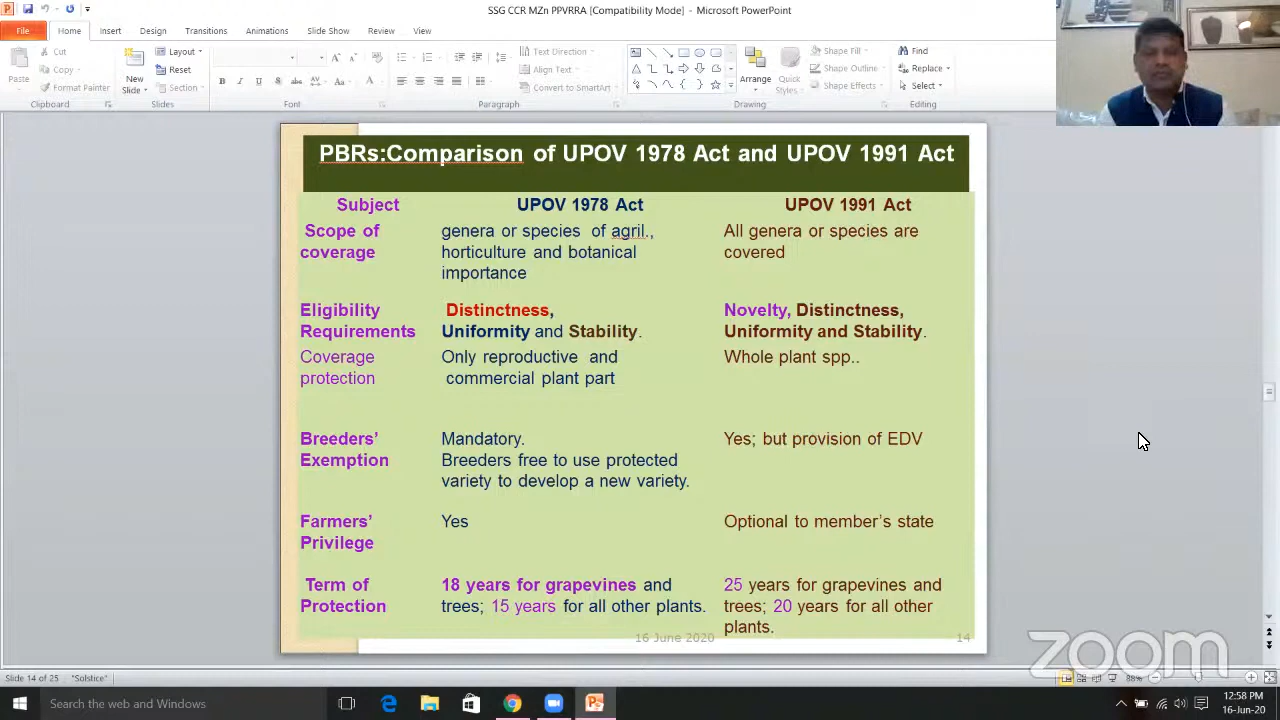 SSG CCR MZn PPVRRA [Compatibility Mode] - Microsoft PowerPoint
File Home Insert Design Transitions Animations Slide Show Review View
Paste
Cut
Copy
Format Painter
Clipboard
New Slide
Layout
Reset
Section
Slides
Font
Text Direction
Align Text
Convert to SmartArt
Paragraph
Arrange
Quick Styles
Shape Fill
Shape Outline
Shape Effects
Drawing
Find
Replace
Select
Editing
PBRs:Comparison of UPOV 1978 Act and UPOV 1991 Act
Subject UPOV 1978 Act UPOV 1991 Act
Scope of coverage
genera or species of agril.,
horticulture and botanical
importance
All genera or species are
covered
Eligibility
Requirements
Distinctness,
Uniformity and Stability.
Novelty, Distinctness,
Uniformity and Stability.
Coverage
protection
Only reproductive and
commercial plant part
Whole plant spp..
Breeders’
Exemption
Mandatory.
Breeders free to use protected
variety to develop a new variety.
Yes; but provision of EDV
Farmers’
Privilege
Yes
Optional to member’s state
Term of
Protection
18 years for grapevines and
trees; 15 years for all other plants.
25 years for grapevines and
trees; 20 years for all other
plants.
16 June 2020 14
zoom
Slide 14 of 25 "Solstice" 88%
Search the web and Windows
12:58 PM
16-Jun-20